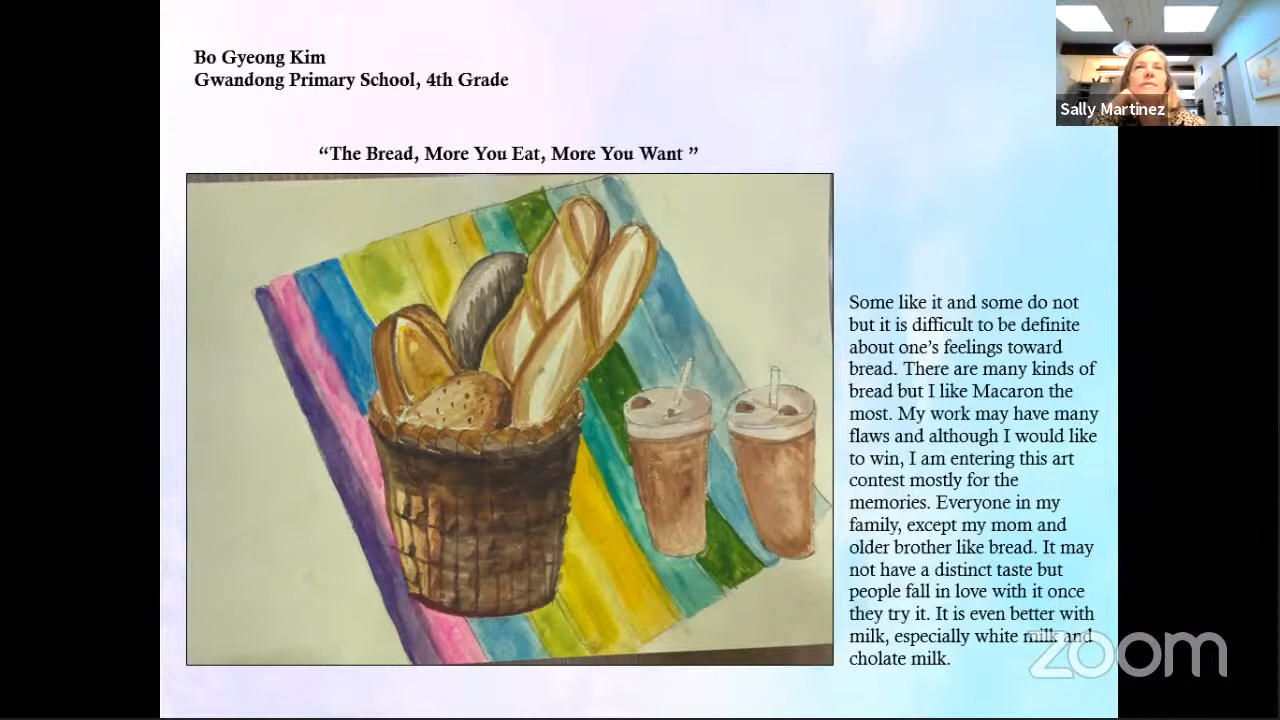 Bo Gyeong Kim
Gwandong Primary School, 4th Grade
Sally Martinez
“The Bread, More You Eat, More You Want ”
Some like it and some do not
but it is difficult to be definite
about one’s feelings toward
bread. There are many kinds of
bread but I like Macaron the
most. My work may have many
flaws and although I would like
to win, I am entering this art
contest mostly for the
memories. Everyone in my
family, except my mom and
older brother like bread. It may
not have a distinct taste but
people fall in love with it once
they try it. It is even better with
milk, especially white milk and
cholate milk.
zoom